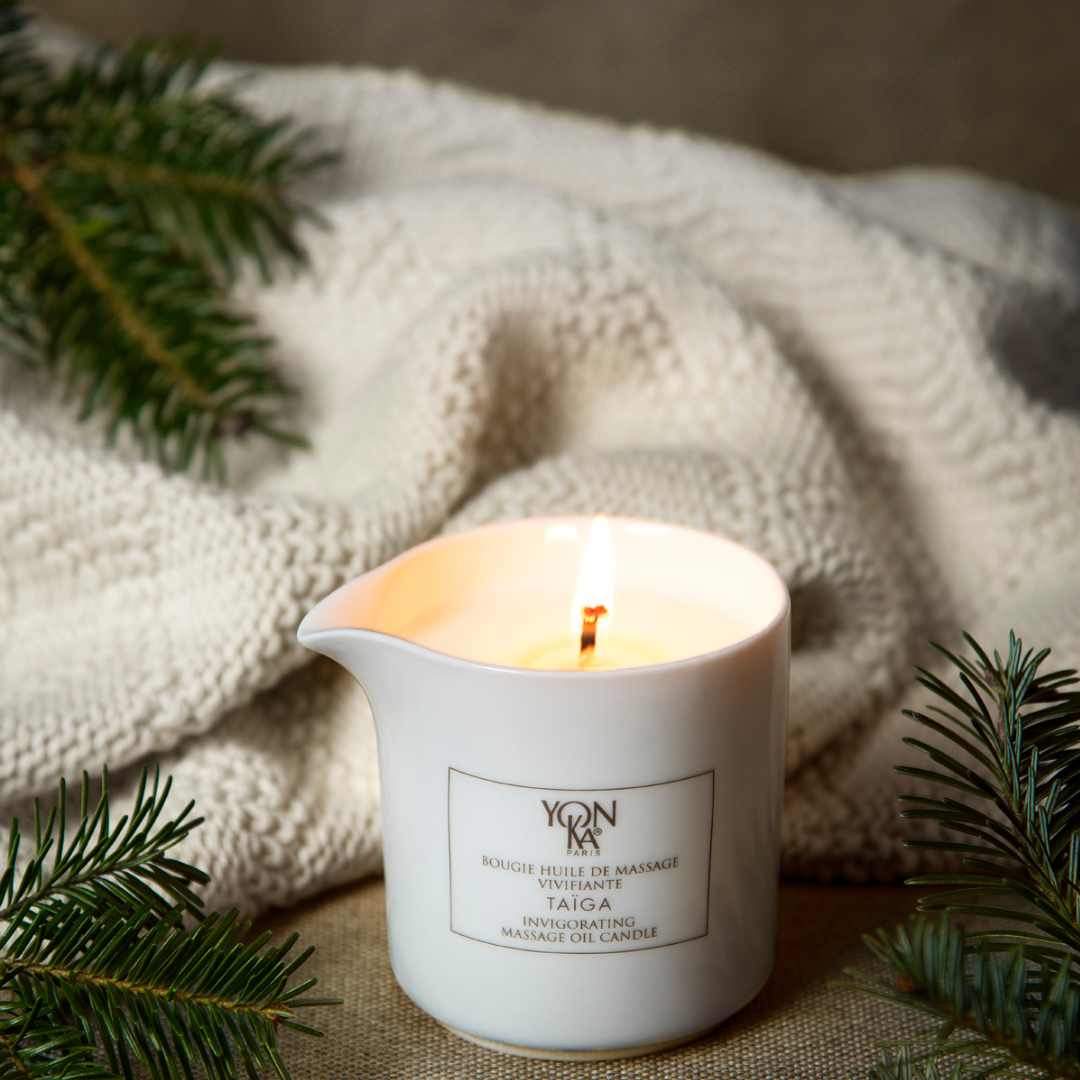 YON
KA®
PARIS
BOUGIE HUILE DE MASSAGE
VIVIFIANTE
TAÏGA
INVIGORATING
MASSAGE OIL CANDLE